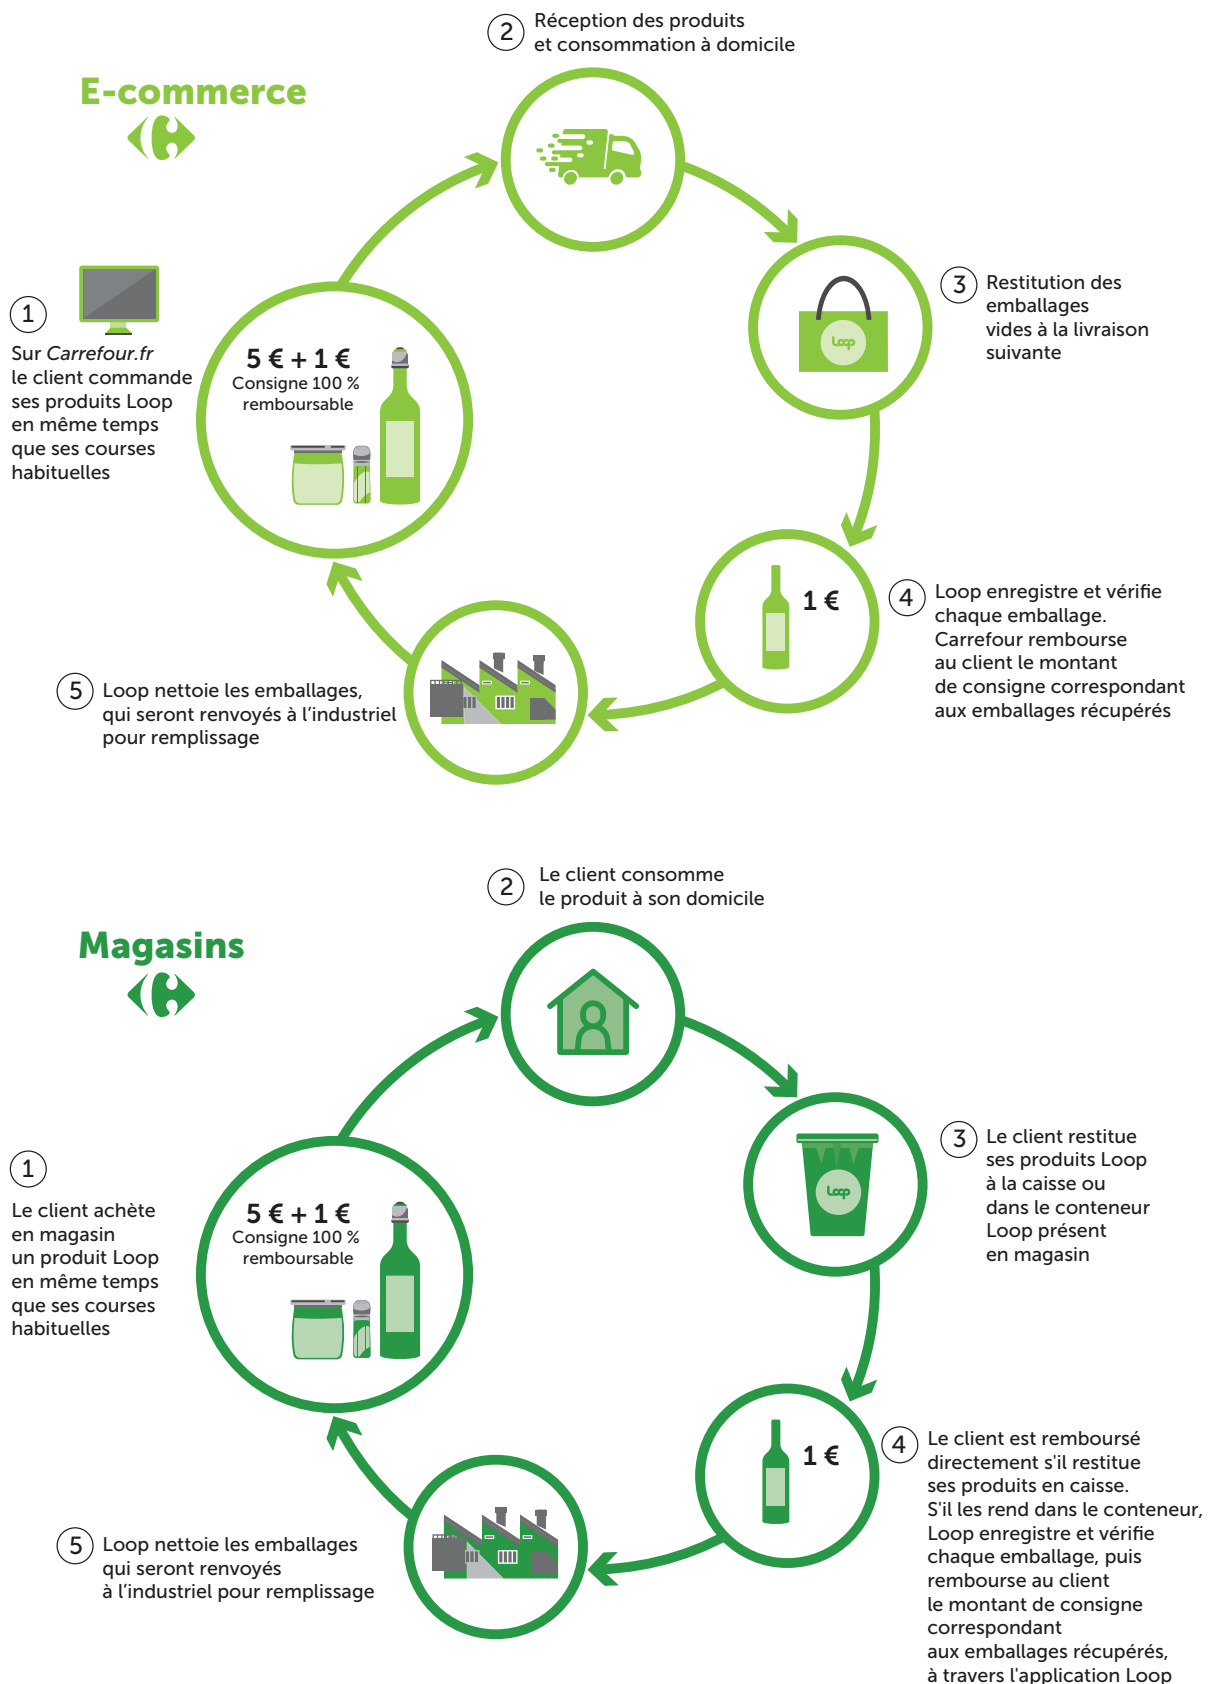 E-commerce
1
Sur Carrefour.fr
le client commande
ses produits Loop
en même temps
que ses courses
habituelles
5 € + 1 €
Consigne 100 %
remboursable
2
Réception des produits
et consommation à domicile
3
Restitution des
emballages
vides à la livraison
suivante
Loop
4
Loop enregistre et vérifie
chaque emballage.
Carrefour rembourse
au client le montant
de consigne correspondant
aux emballages récupérés
1 €
5
Loop nettoie les emballages,
qui seront renvoyés à l'industriel
pour remplissage
Magasins
1
Le client achète
en magasin
un produit Loop
en même temps
que ses courses
habituelles
5 € + 1 €
Consigne 100 %
remboursable
2
Le client consomme
le produit à son domicile
3
Le client restitue
ses produits Loop
à la caisse ou
dans le conteneur
Loop présent
en magasin
Loop
4
Le client est remboursé
directement s'il restitue
ses produits en caisse.
S'il les rend dans le conteneur,
Loop enregistre et vérifie
chaque emballage, puis
rembourse au client
le montant de consigne
correspondant
aux emballages récupérés,
à travers l'application Loop
1 €
5
Loop nettoie les emballages
qui seront renvoyés
à l'industriel pour remplissage